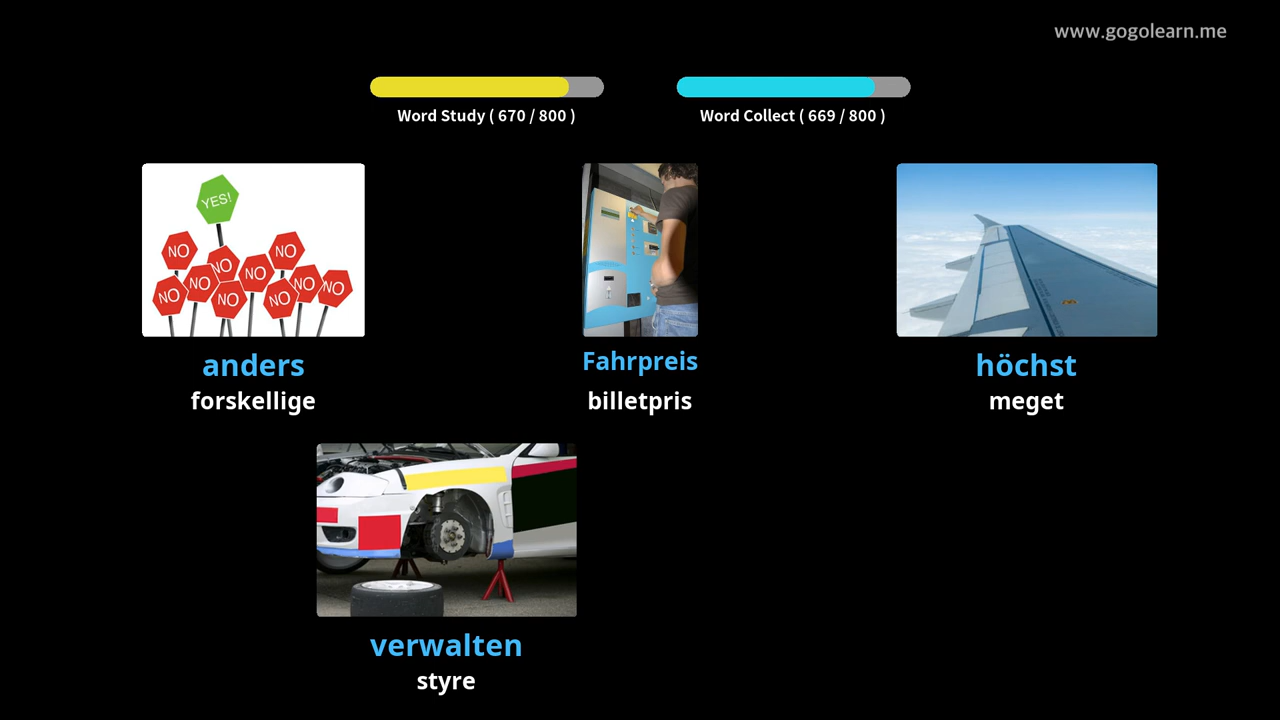 www.gogolearn.me
Word Study ( 670 / 800 )
Word Collect ( 669 / 800 )
YES!
NO
NO
NO
NO
NO
NO
NO
NO
NO
NO
anders
forskellige
Fahrpreis
billetpris
höchst
meget
verwalten
styre